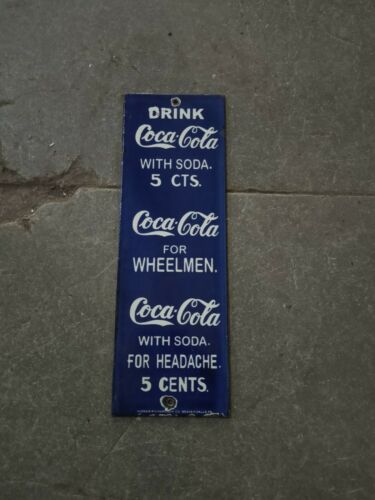 DRINK
Coca-Cola
WITH SODA.
5 CTS.
Coca-Cola
FOR
WHEELMEN.
Coca-Cola
WITH SODA.
FOR HEADACHE.
5 CENTS.